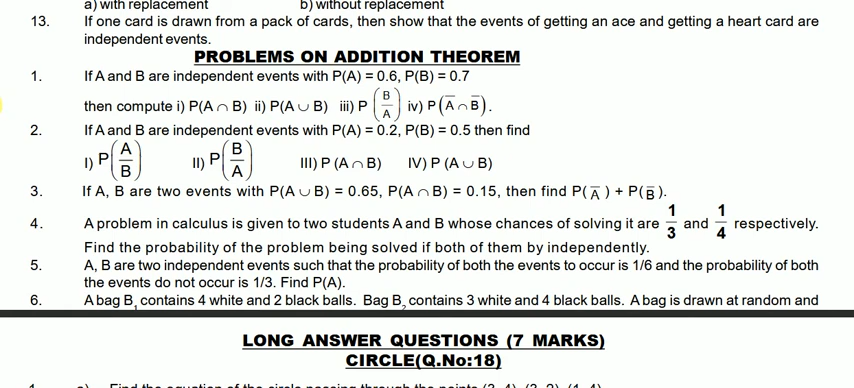 a) with replacement b) without replacement
13. If one card is drawn from a pack of cards, then show that the events of getting an ace and getting a heart card are
independent events.
PROBLEMS ON ADDITION THEOREM
1. If A and B are independent events with P(A) = 0.6, P(B) = 0.7
then compute i) P(A ∩ B) ii) P(A ∪ B) iii) P(B/A) iv) P(A̅ ∩ B̅).
2. If A and B are independent events with P(A) = 0.2, P(B) = 0.5 then find
I) P(A/B) II) P(B/A) III) P (A ∩ B) IV) P (A ∪ B)
3. If A, B are two events with P(A ∪ B) = 0.65, P(A ∩ B) = 0.15, then find P(A̅ ) + P(B̅ ).
4. A problem in calculus is given to two students A and B whose chances of solving it are 1/3 and 1/4 respectively.
Find the probability of the problem being solved if both of them by independently.
5. A, B are two independent events such that the probability of both the events to occur is 1/6 and the probability of both
the events do not occur is 1/3. Find P(A).
6. A bag B₁ contains 4 white and 2 black balls. Bag B₂ contains 3 white and 4 black balls. A bag is drawn at random and
LONG ANSWER QUESTIONS (7 MARKS)
CIRCLE(Q.No:18)